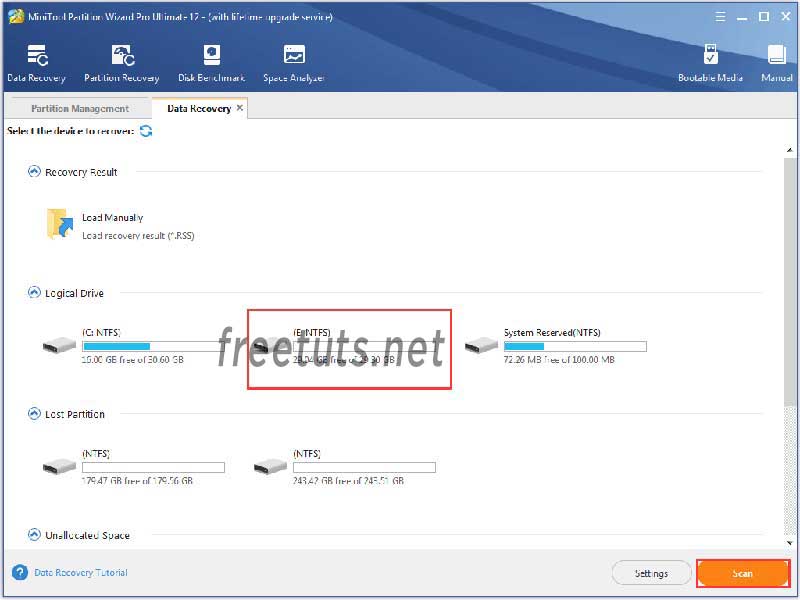 MiniTool Partition Wizard Pro Ultimate 12 - (with lifetime upgrade service)
Data Recovery
Partition Recovery
Disk Benchmark
Space Analyzer
Bootable Media
Manual
Partition Management
Data Recovery
Select the device to recover:
Recovery Result
Load Manually
Load recovery result (*.RSS)
Logical Drive
(C: NTFS)
16.00 GB free of 30.60 GB
(E: NTFS)
29.04 GB free of 29.30 GB
System Reserved(NTFS)
72.26 MB free of 100.00 MB
freetuts.net
Lost Partition
(NTFS)
179.47 GB free of 179.56 GB
(NTFS)
243.42 GB free of 243.51 GB
Unallocated Space
Data Recovery Tutorial
Settings
Scan